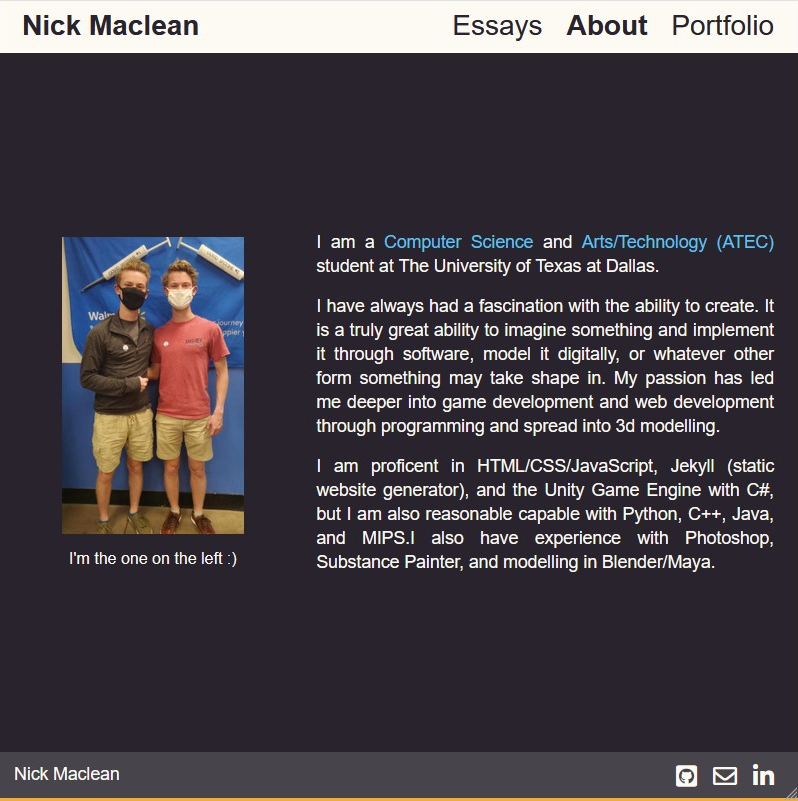 Nick Maclean
Essays About Portfolio
I am a Computer Science and Arts/Technology (ATEC)
student at The University of Texas at Dallas.
I have always had a fascination with the ability to create. It
is a truly great ability to imagine something and implement
it through software, model it digitally, or whatever other
form something may take shape in. My passion has led
me deeper into game development and web development
through programming and spread into 3d modelling.
I am proficent in HTML/CSS/JavaScript, Jekyll (static
website generator), and the Unity Game Engine with C#,
but I am also reasonable capable with Python, C++, Java,
and MIPS.I also have experience with Photoshop,
Substance Painter, and modelling in Blender/Maya.
I'm the one on the left :)
Nick Maclean
in